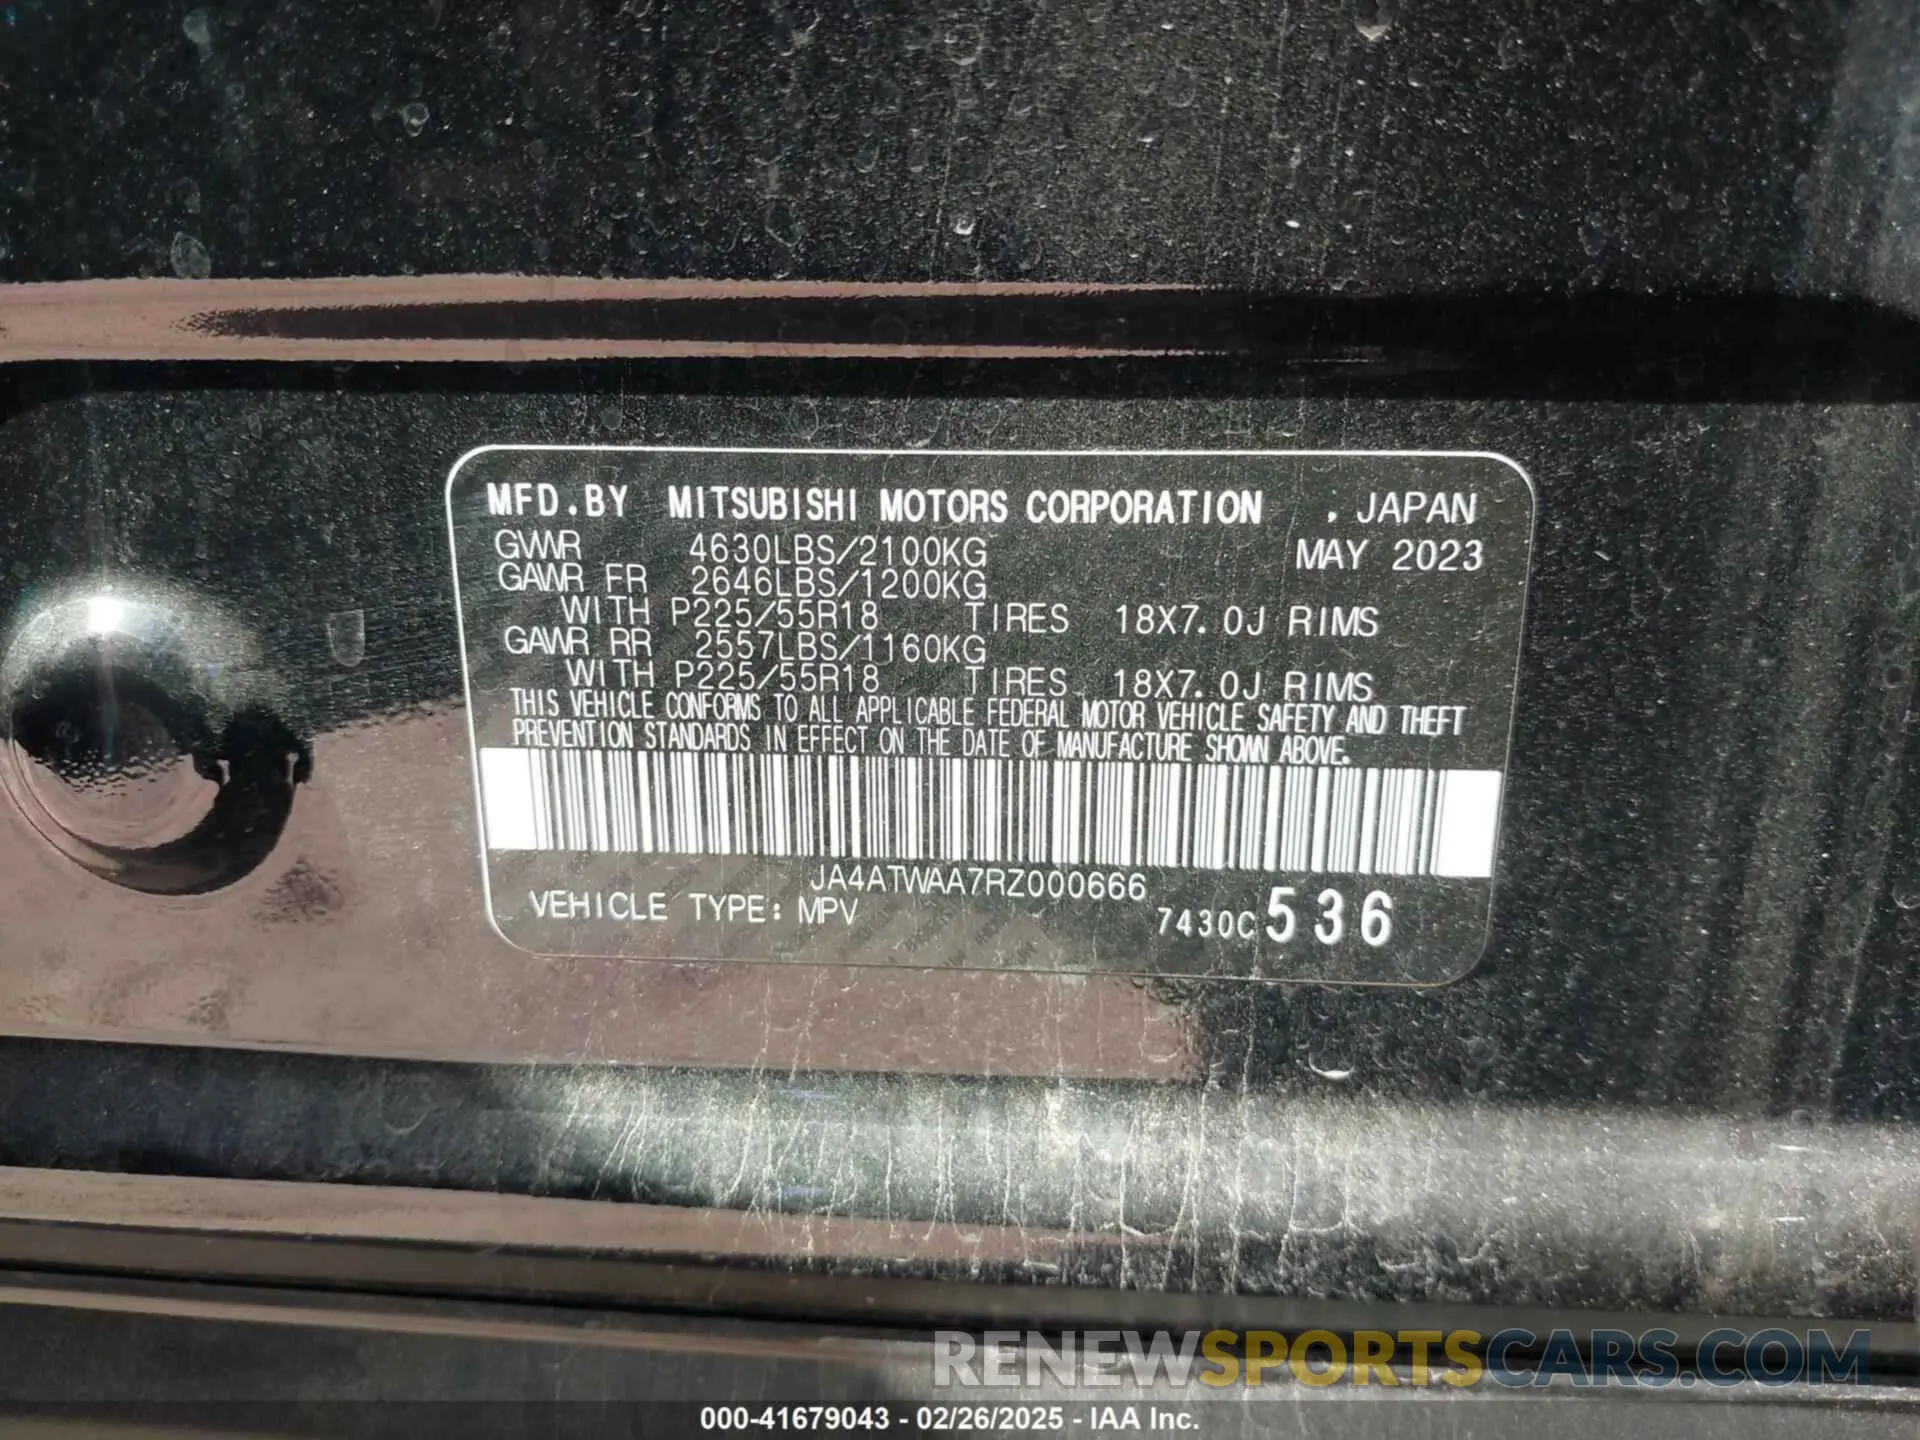 MFD.BY MITSUBISHI MOTORS CORPORATION , JAPAN
GVWR 4630LBS/2100KG MAY 2023
GAWR FR 2646LBS/1200KG
WITH P225/55R18 TIRES 18X7.0J RIMS
GAWR RR 2557LBS/1160KG
WITH P225/55R18 TIRES 18X7.0J RIMS
THIS VEHICLE CONFORMS TO ALL APPLICABLE FEDERAL MOTOR VEHICLE SAFETY AND THEFT
PREVENTION STANDARDS IN EFFECT ON THE DATE OF MANUFACTURE SHOWN ABOVE.
JA4ATWAA7RZ000666
VEHICLE TYPE: MPV 7430C 536
RENEWSPORTSCARS.COM
000-41679043 - 02/26/2025 - IAA Inc.